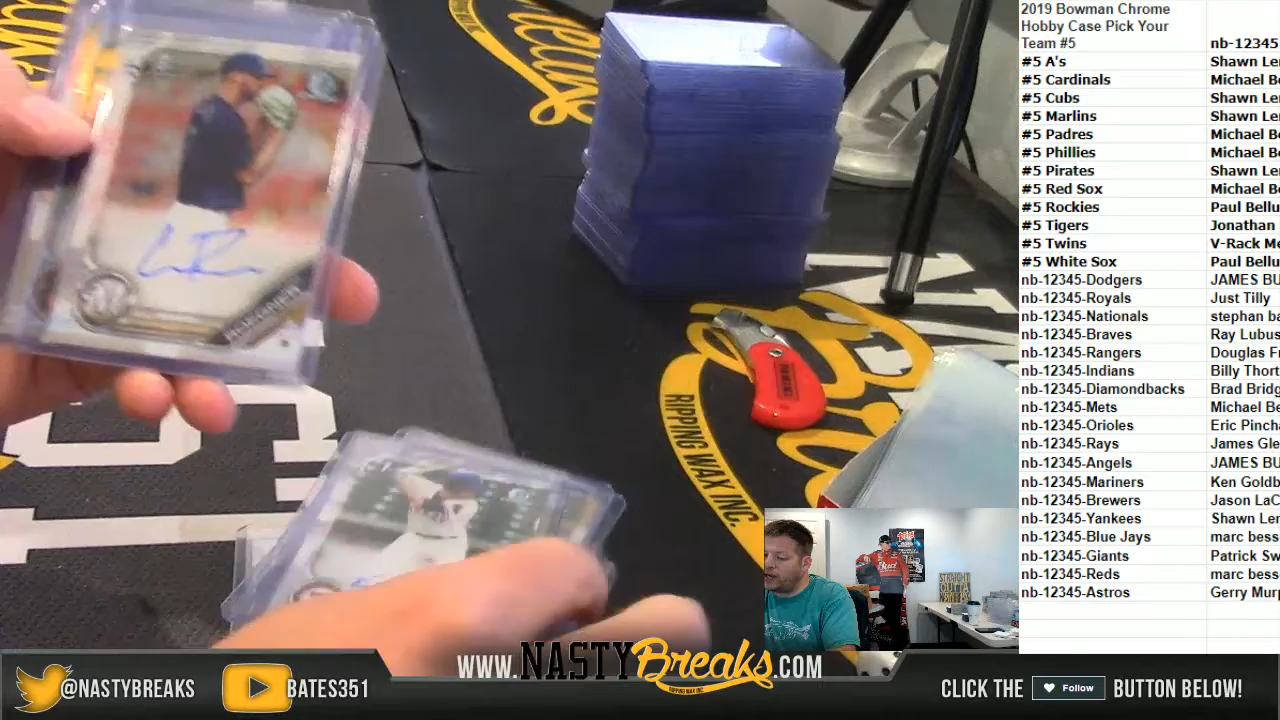 2019 Bowman Chrome
Hobby Case Pick Your
Team #5 nb-12345
#5 A's Shawn Le
#5 Cardinals Michael B
#5 Cubs Shawn Le
#5 Marlins Shawn Le
#5 Padres Michael B
#5 Phillies Michael B
#5 Pirates Shawn Le
#5 Red Sox Michael B
#5 Rockies Paul Bellu
#5 Tigers Jonathan
#5 Twins V-Rack M
#5 White Sox Paul Bellu
nb-12345-Dodgers JAMES BU
nb-12345-Royals Just Tilly
nb-12345-Nationals stephan ba
nb-12345-Braves Ray Lubus
nb-12345-Rangers Douglas F
nb-12345-Indians Billy Thort
nb-12345-Diamondbacks Brad Bridg
nb-12345-Mets Michael Be
nb-12345-Orioles Eric Pinch
nb-12345-Rays James Gle
nb-12345-Angels JAMES BU
nb-12345-Mariners Ken Goldb
nb-12345-Brewers Jason LaC
nb-12345-Yankees Shawn Le
nb-12345-Blue Jays marc bess
nb-12345-Giants Patrick Sw
nb-12345-Reds marc bess
nb-12345-Astros Gerry Mur
RIPPING WAX INC.
@NASTYBREAKS
BATES351
WWW.NASTYBreaks.COM
RIPPING WAX INC.
CLICK THE Follow BUTTON BELOW!